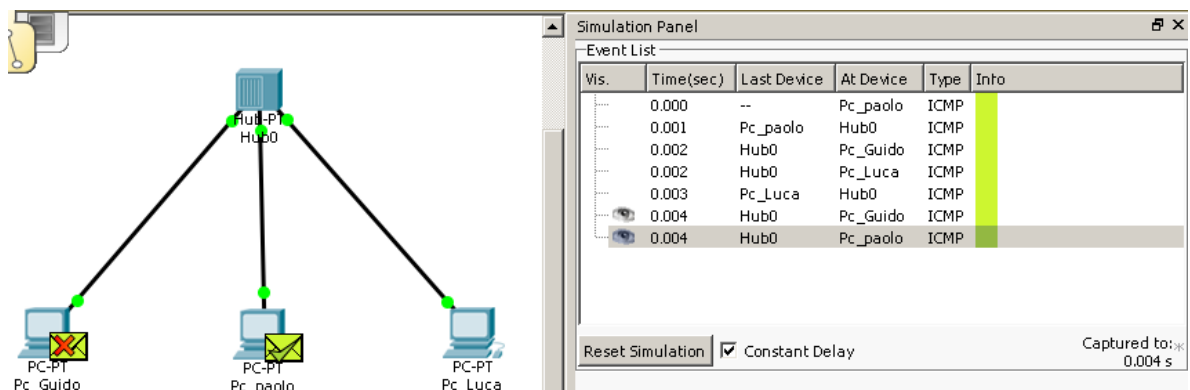 Hub-PT
Hub0
PC-PT
Pc_Guido
PC-PT
Pc_paolo
PC-PT
Pc_Luca
Simulation Panel
Event List
Vis. Time(sec) Last Device At Device Type Info
0.000 -- Pc_paolo ICMP
0.001 Pc_paolo Hub0 ICMP
0.002 Hub0 Pc_Guido ICMP
0.002 Hub0 Pc_Luca ICMP
0.003 Pc_Luca Hub0 ICMP
0.004 Hub0 Pc_Guido ICMP
0.004 Hub0 Pc_paolo ICMP
Reset Simulation Constant Delay Captured to:
0.004 s